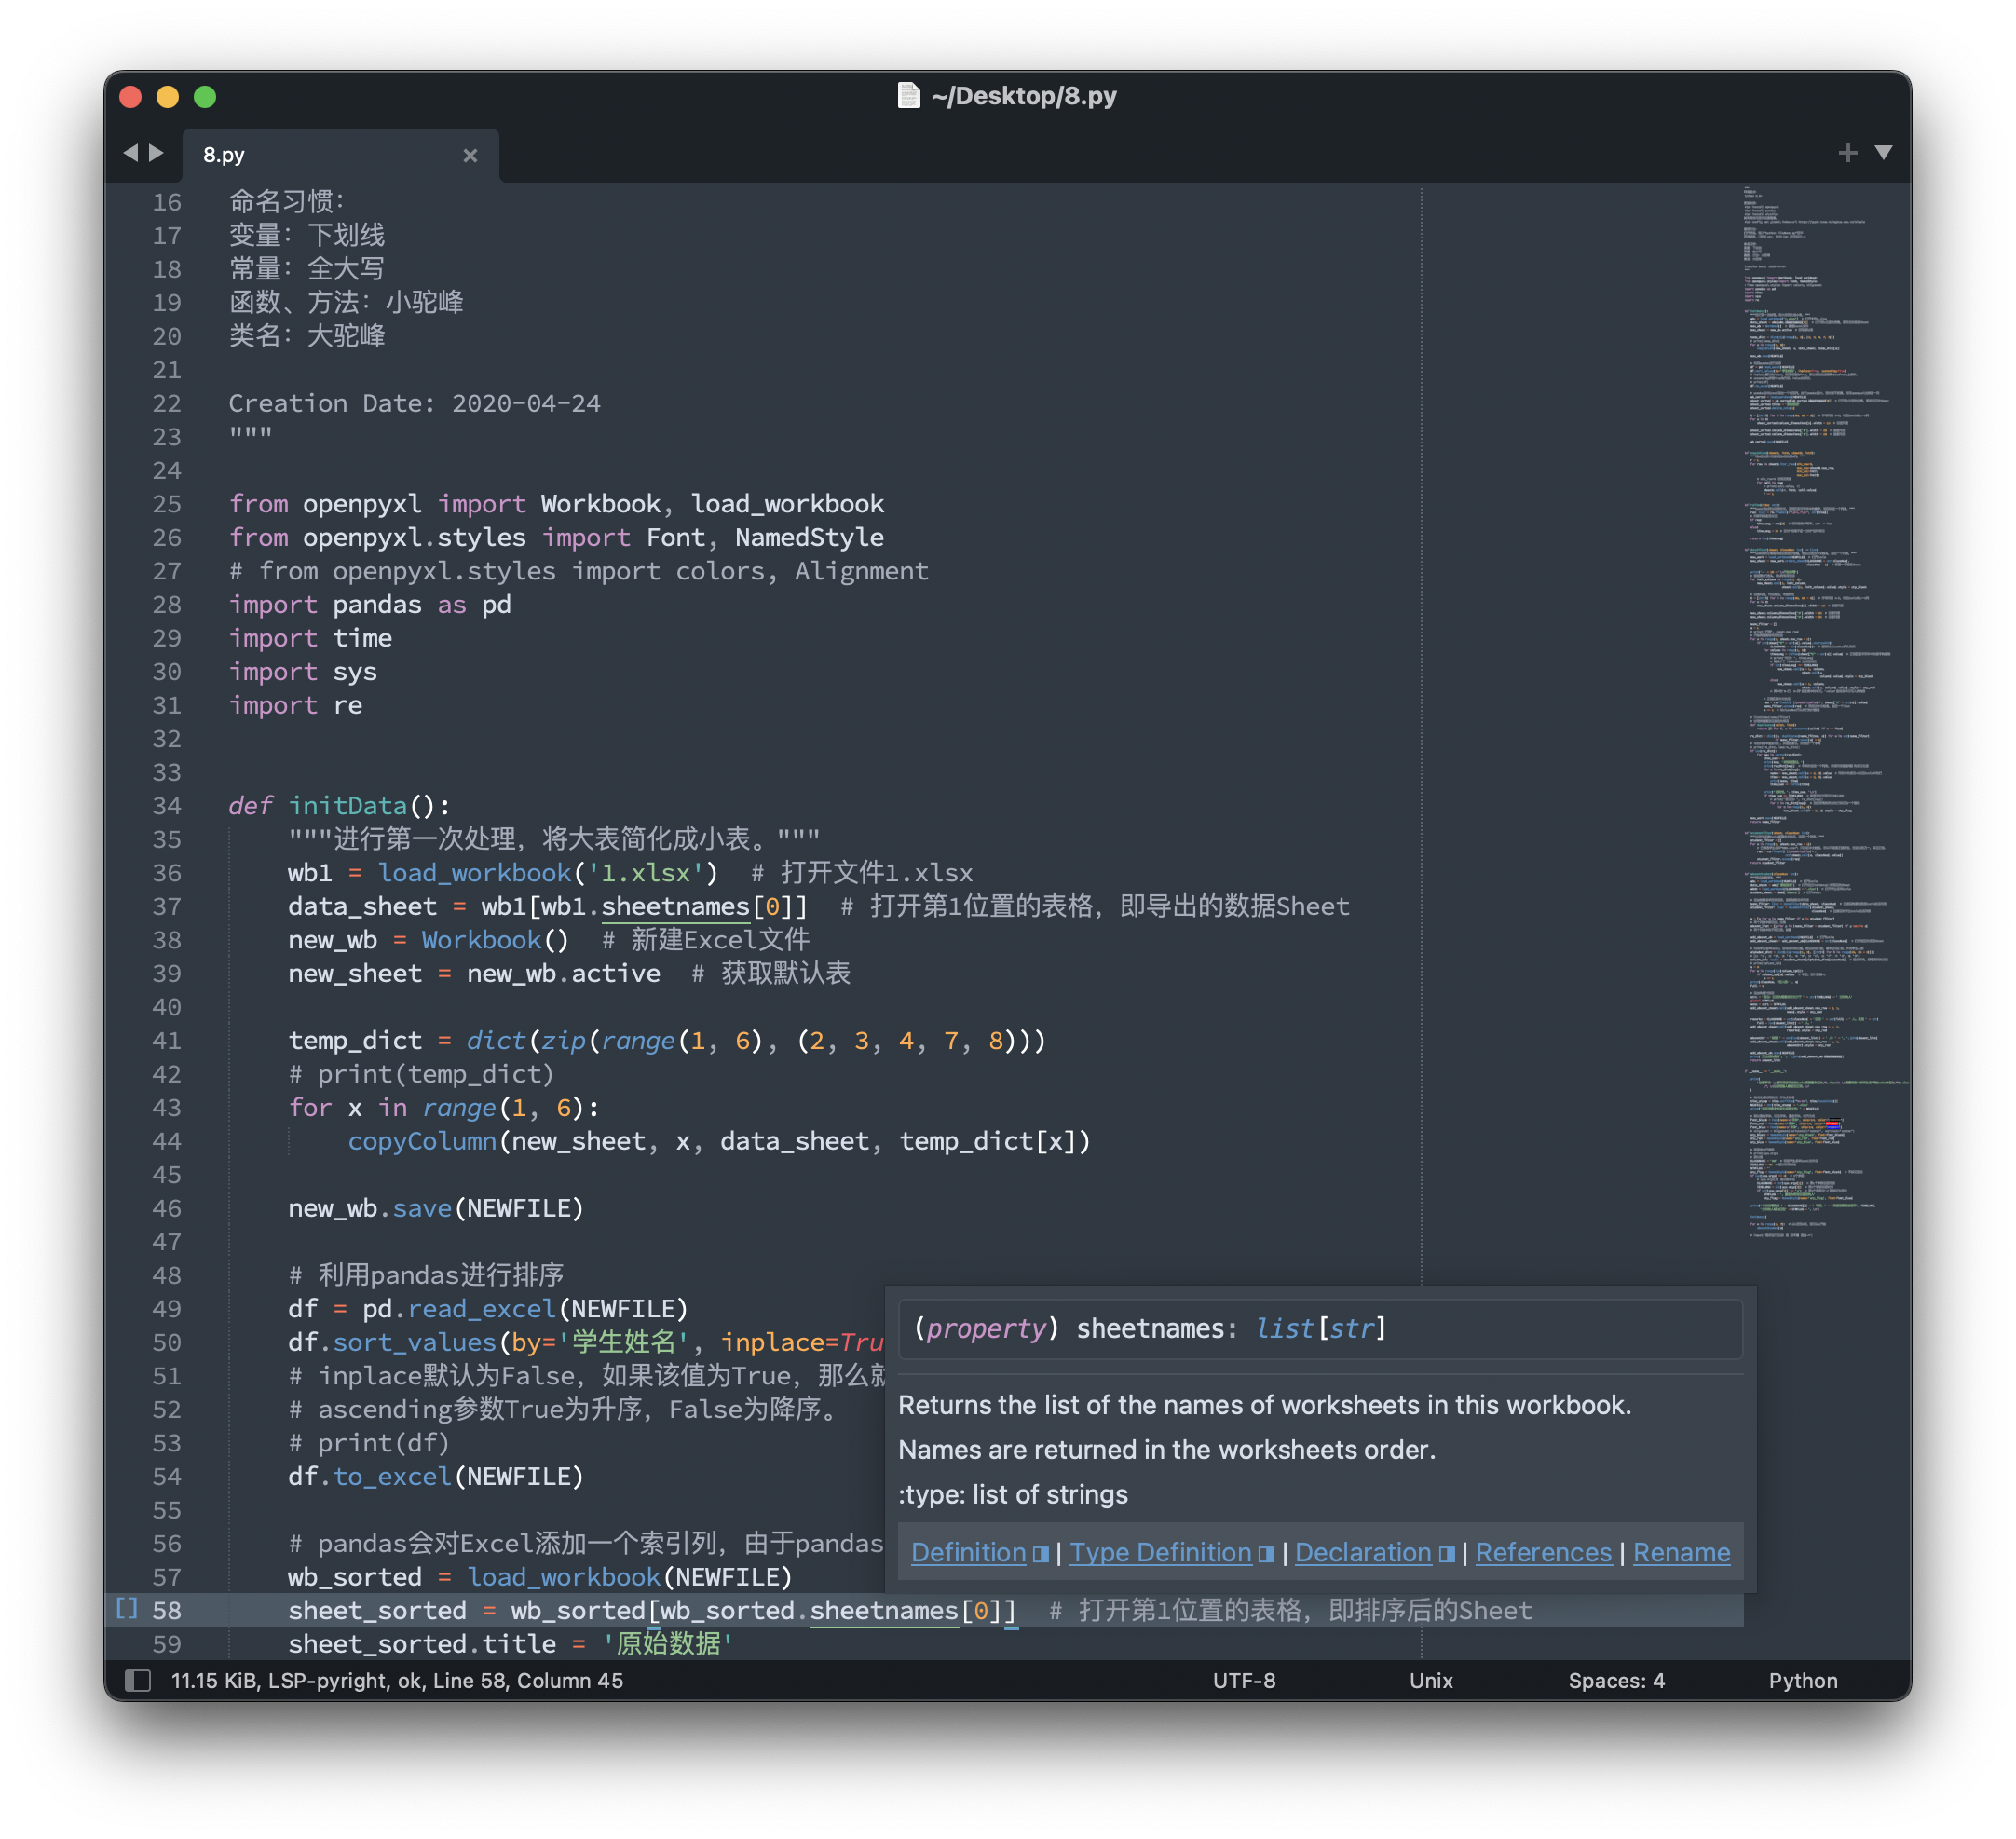 ~/Desktop/8.py
8.py
16 命名习惯：
17 变量：下划线
18 常量：全大写
19 函数、方法：小驼峰
20 类名：大驼峰
21
22 Creation Date: 2020-04-24
23 """
24
25 from openpyxl import Workbook, load_workbook
26 from openpyxl.styles import Font, NamedStyle
27 # from openpyxl.styles import colors, Alignment
28 import pandas as pd
29 import time
30 import sys
31 import re
32
33
34 def initData():
35     """进行第一次处理，将大表简化成小表。"""
36     wb1 = load_workbook('1.xlsx')  # 打开文件1.xlsx
37     data_sheet = wb1[wb1.sheetnames[0]]  # 打开第1位置的表格，即导出的数据Sheet
38     new_wb = Workbook()  # 新建Excel文件
39     new_sheet = new_wb.active  # 获取默认表
40
41     temp_dict = dict(zip(range(1, 6), (2, 3, 4, 7, 8)))
42     # print(temp_dict)
43     for x in range(1, 6):
44         copyColumn(new_sheet, x, data_sheet, temp_dict[x])
45
46     new_wb.save(NEWFILE)
47
48     # 利用pandas进行排序
49     df = pd.read_excel(NEWFILE)
50     df.sort_values(by='学生姓名', inplace=Tru
51     # inplace默认为False，如果该值为True，那么就
52     # ascending参数True为升序，False为降序。
53     # print(df)
54     df.to_excel(NEWFILE)
55
56     # pandas会对Excel添加一个索引列，由于pandas
57     wb_sorted = load_workbook(NEWFILE)
[] 58     sheet_sorted = wb_sorted[wb_sorted.sheetnames[0]]  # 打开第1位置的表格，即排序后的Sheet
59     sheet_sorted.title = '原始数据'
(property) sheetnames: list[str]
Returns the list of the names of worksheets in this workbook.
Names are returned in the worksheets order.
:type: list of strings
Definition | Type Definition | Declaration | References | Rename
11.15 KiB, LSP-pyright, ok, Line 58, Column 45 UTF-8 Unix Spaces: 4 Python